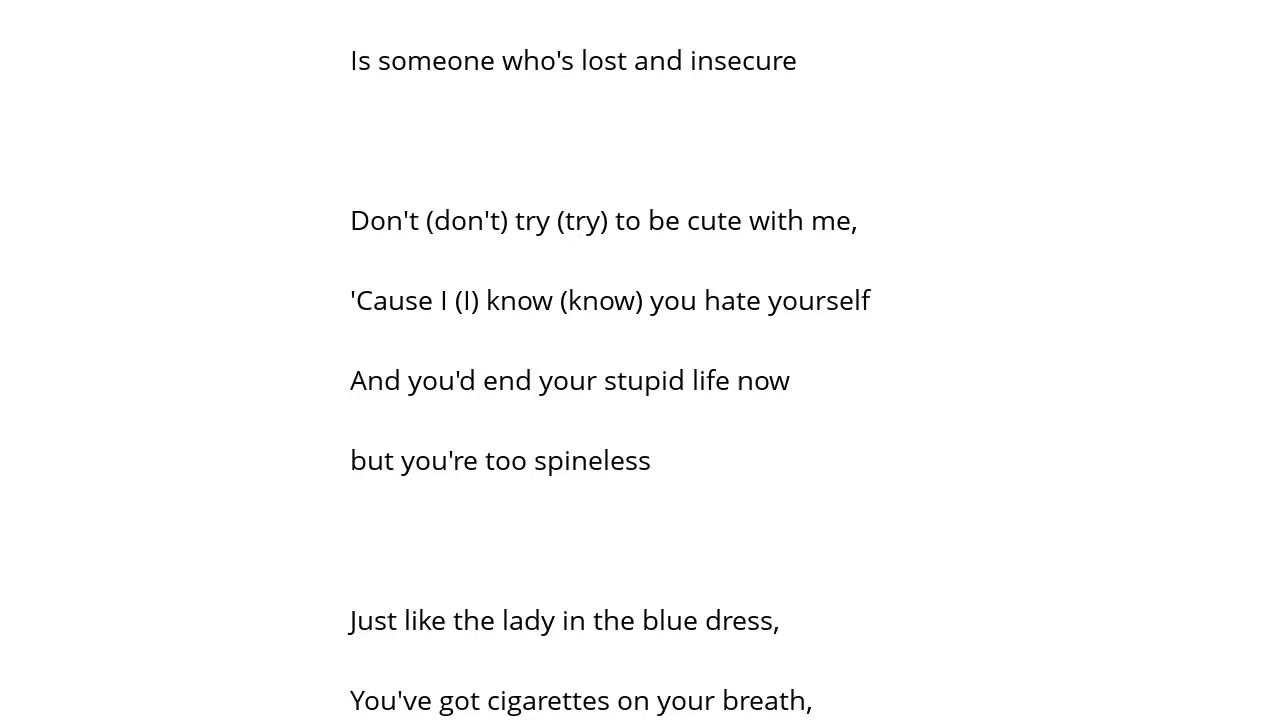 Is someone who's lost and insecure
Don't (don't) try (try) to be cute with me,
'Cause I (I) know (know) you hate yourself
And you'd end your stupid life now
but you're too spineless
Just like the lady in the blue dress,
You've got cigarettes on your breath,